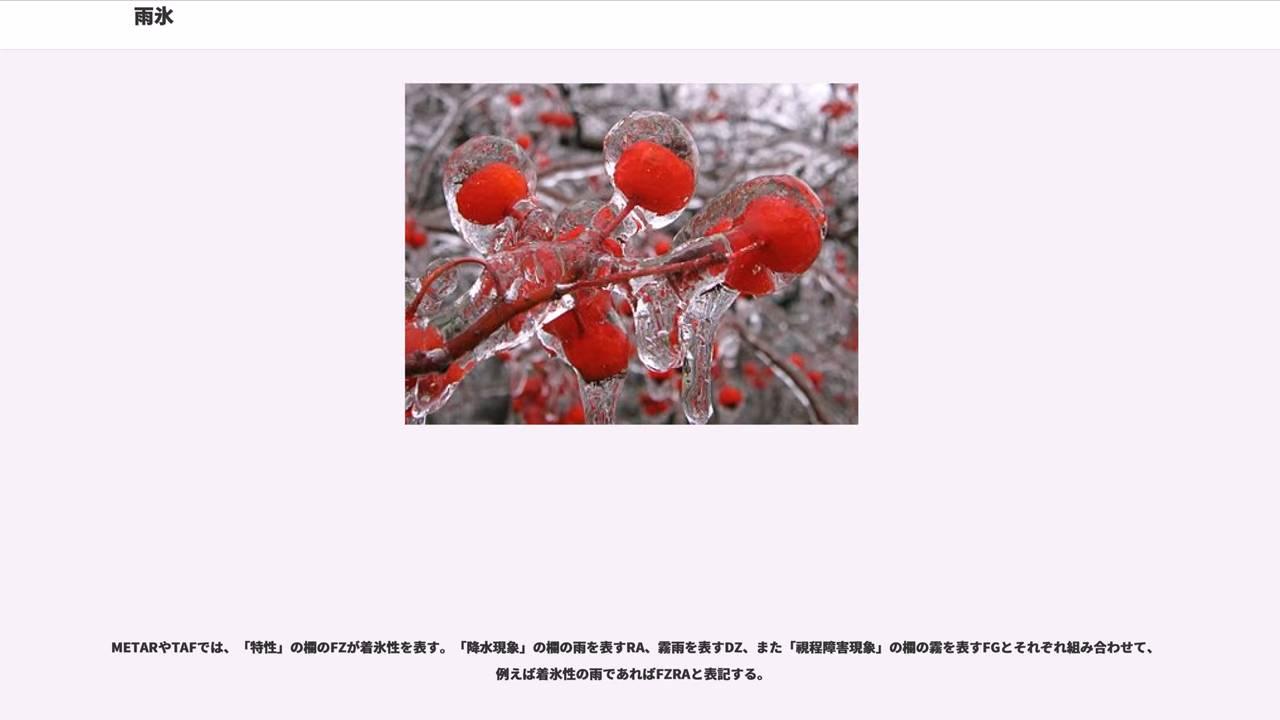 雨氷
METARやTAFでは、「特性」の欄のFZが着氷性を表す。「降水現象」の欄の雨を表すRA、霧雨を表すDZ、また「視程障害現象」の欄の霧を表すFGとそれぞれ組み合わせて、
例えば着氷性の雨であればFZRAと表記する。